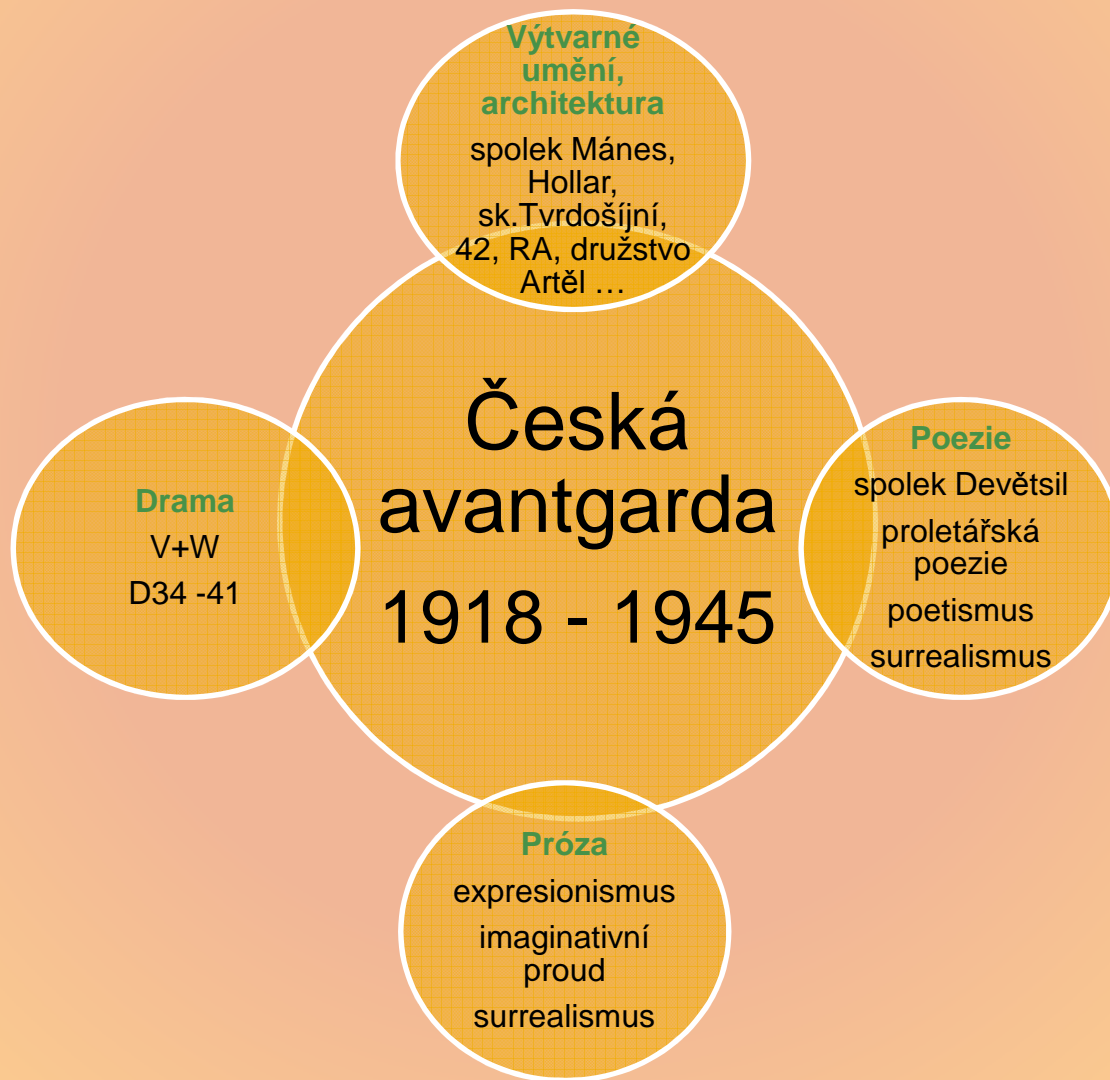 Výtvarné
umění,
architektura
spolek Mánes,
Hollar,
sk.Tvrdošíjní,
42, RA, družstvo
Artěl …
Česká
avantgarda
1918 - 1945
Drama
V+W
D34 -41
Poezie
spolek Devětsil
proletářská
poezie
poetismus
surrealismus
Próza
expresionismus
imaginativní
proud
surrealismus